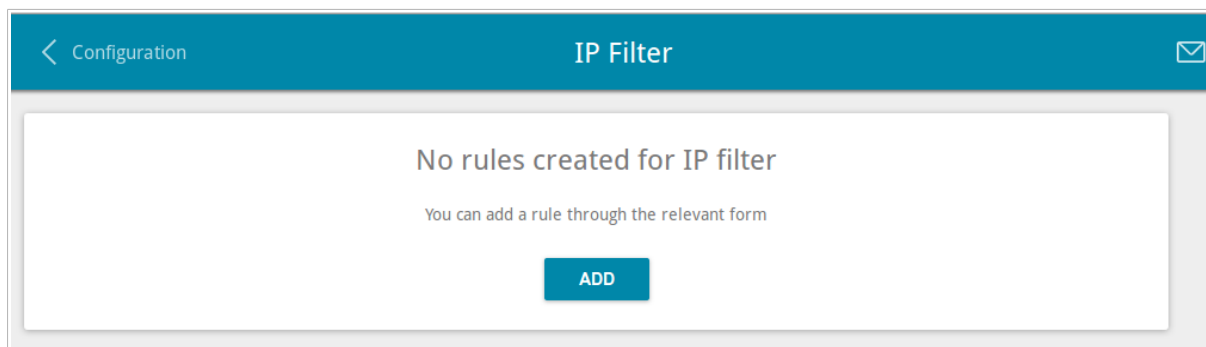 Configuration
IP Filter
No rules created for IP filter
You can add a rule through the relevant form
ADD